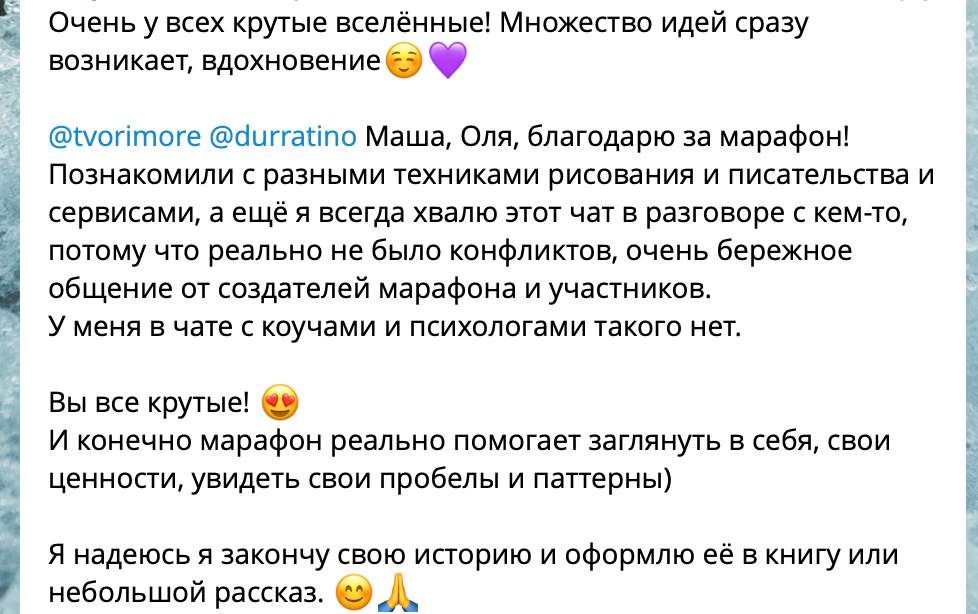 Очень у всех крутые вселённые! Множество идей сразу
возникает, вдохновение☺️💜
@tvorimore @durratino Маша, Оля, благодарю за марафон!
Познакомили с разными техниками рисования и писательства и
сервисами, а ещё я всегда хвалю этот чат в разговоре с кем-то,
потому что реально не было конфликтов, очень бережное
общение от создателей марафона и участников.
У меня в чате с коучами и психологами такого нет.
Вы все крутые! 😍
И конечно марафон реально помогает заглянуть в себя, свои
ценности, увидеть свои пробелы и паттерны)
Я надеюсь я закончу свою историю и оформлю её в книгу или
небольшой рассказ. 😊🙏